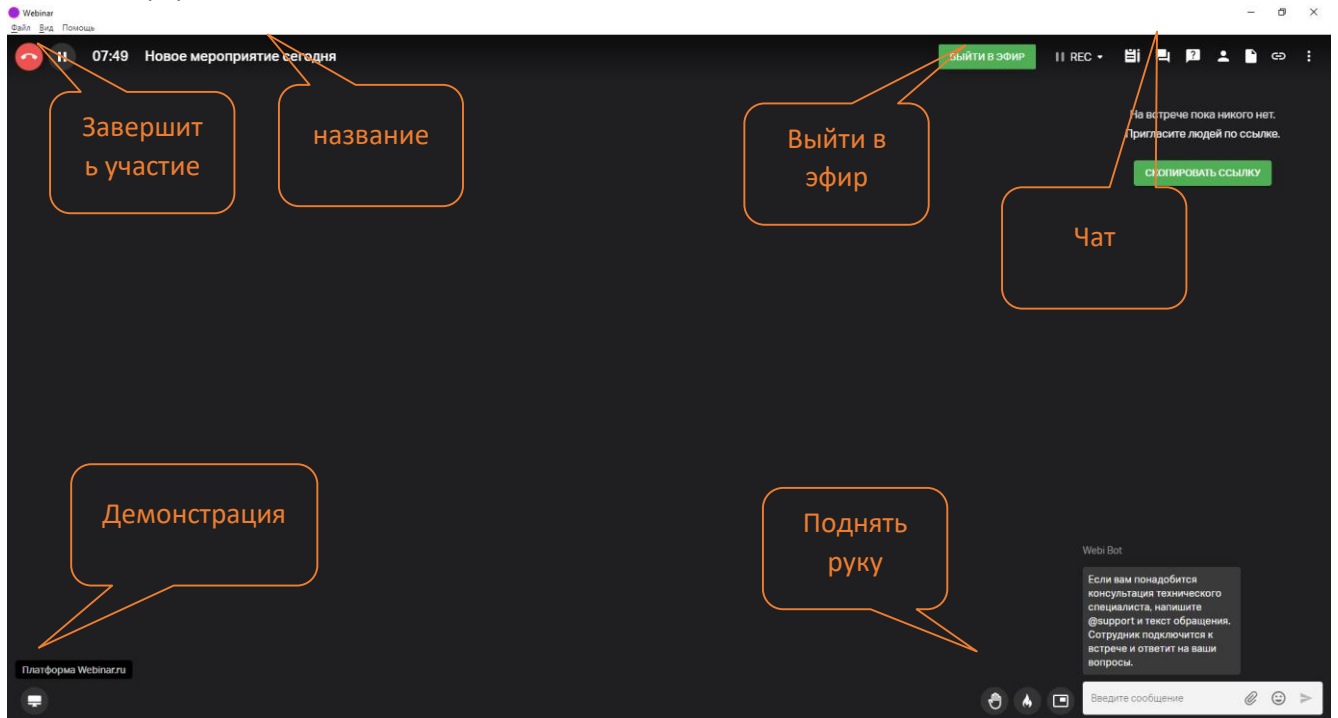 Webinar
Файл Вид Помощь
07:49 Новое мероприятие сегодня
ВЫЙТИ В ЭФИР
REC
Завершит
ь участие
название
Выйти в
эфир
На встрече пока никого нет.
Пригласите людей по ссылке.
СКОПИРОВАТЬ ССЫЛКУ
Чат
Демонстрация
Поднять
руку
Webi Bot
Если вам понадобится
консультация технического
специалиста, напишите
@support и текст обращения.
Сотрудник подключится к
встрече и ответит на ваши
вопросы.
Платформа Webinar.ru
Введите сообщение